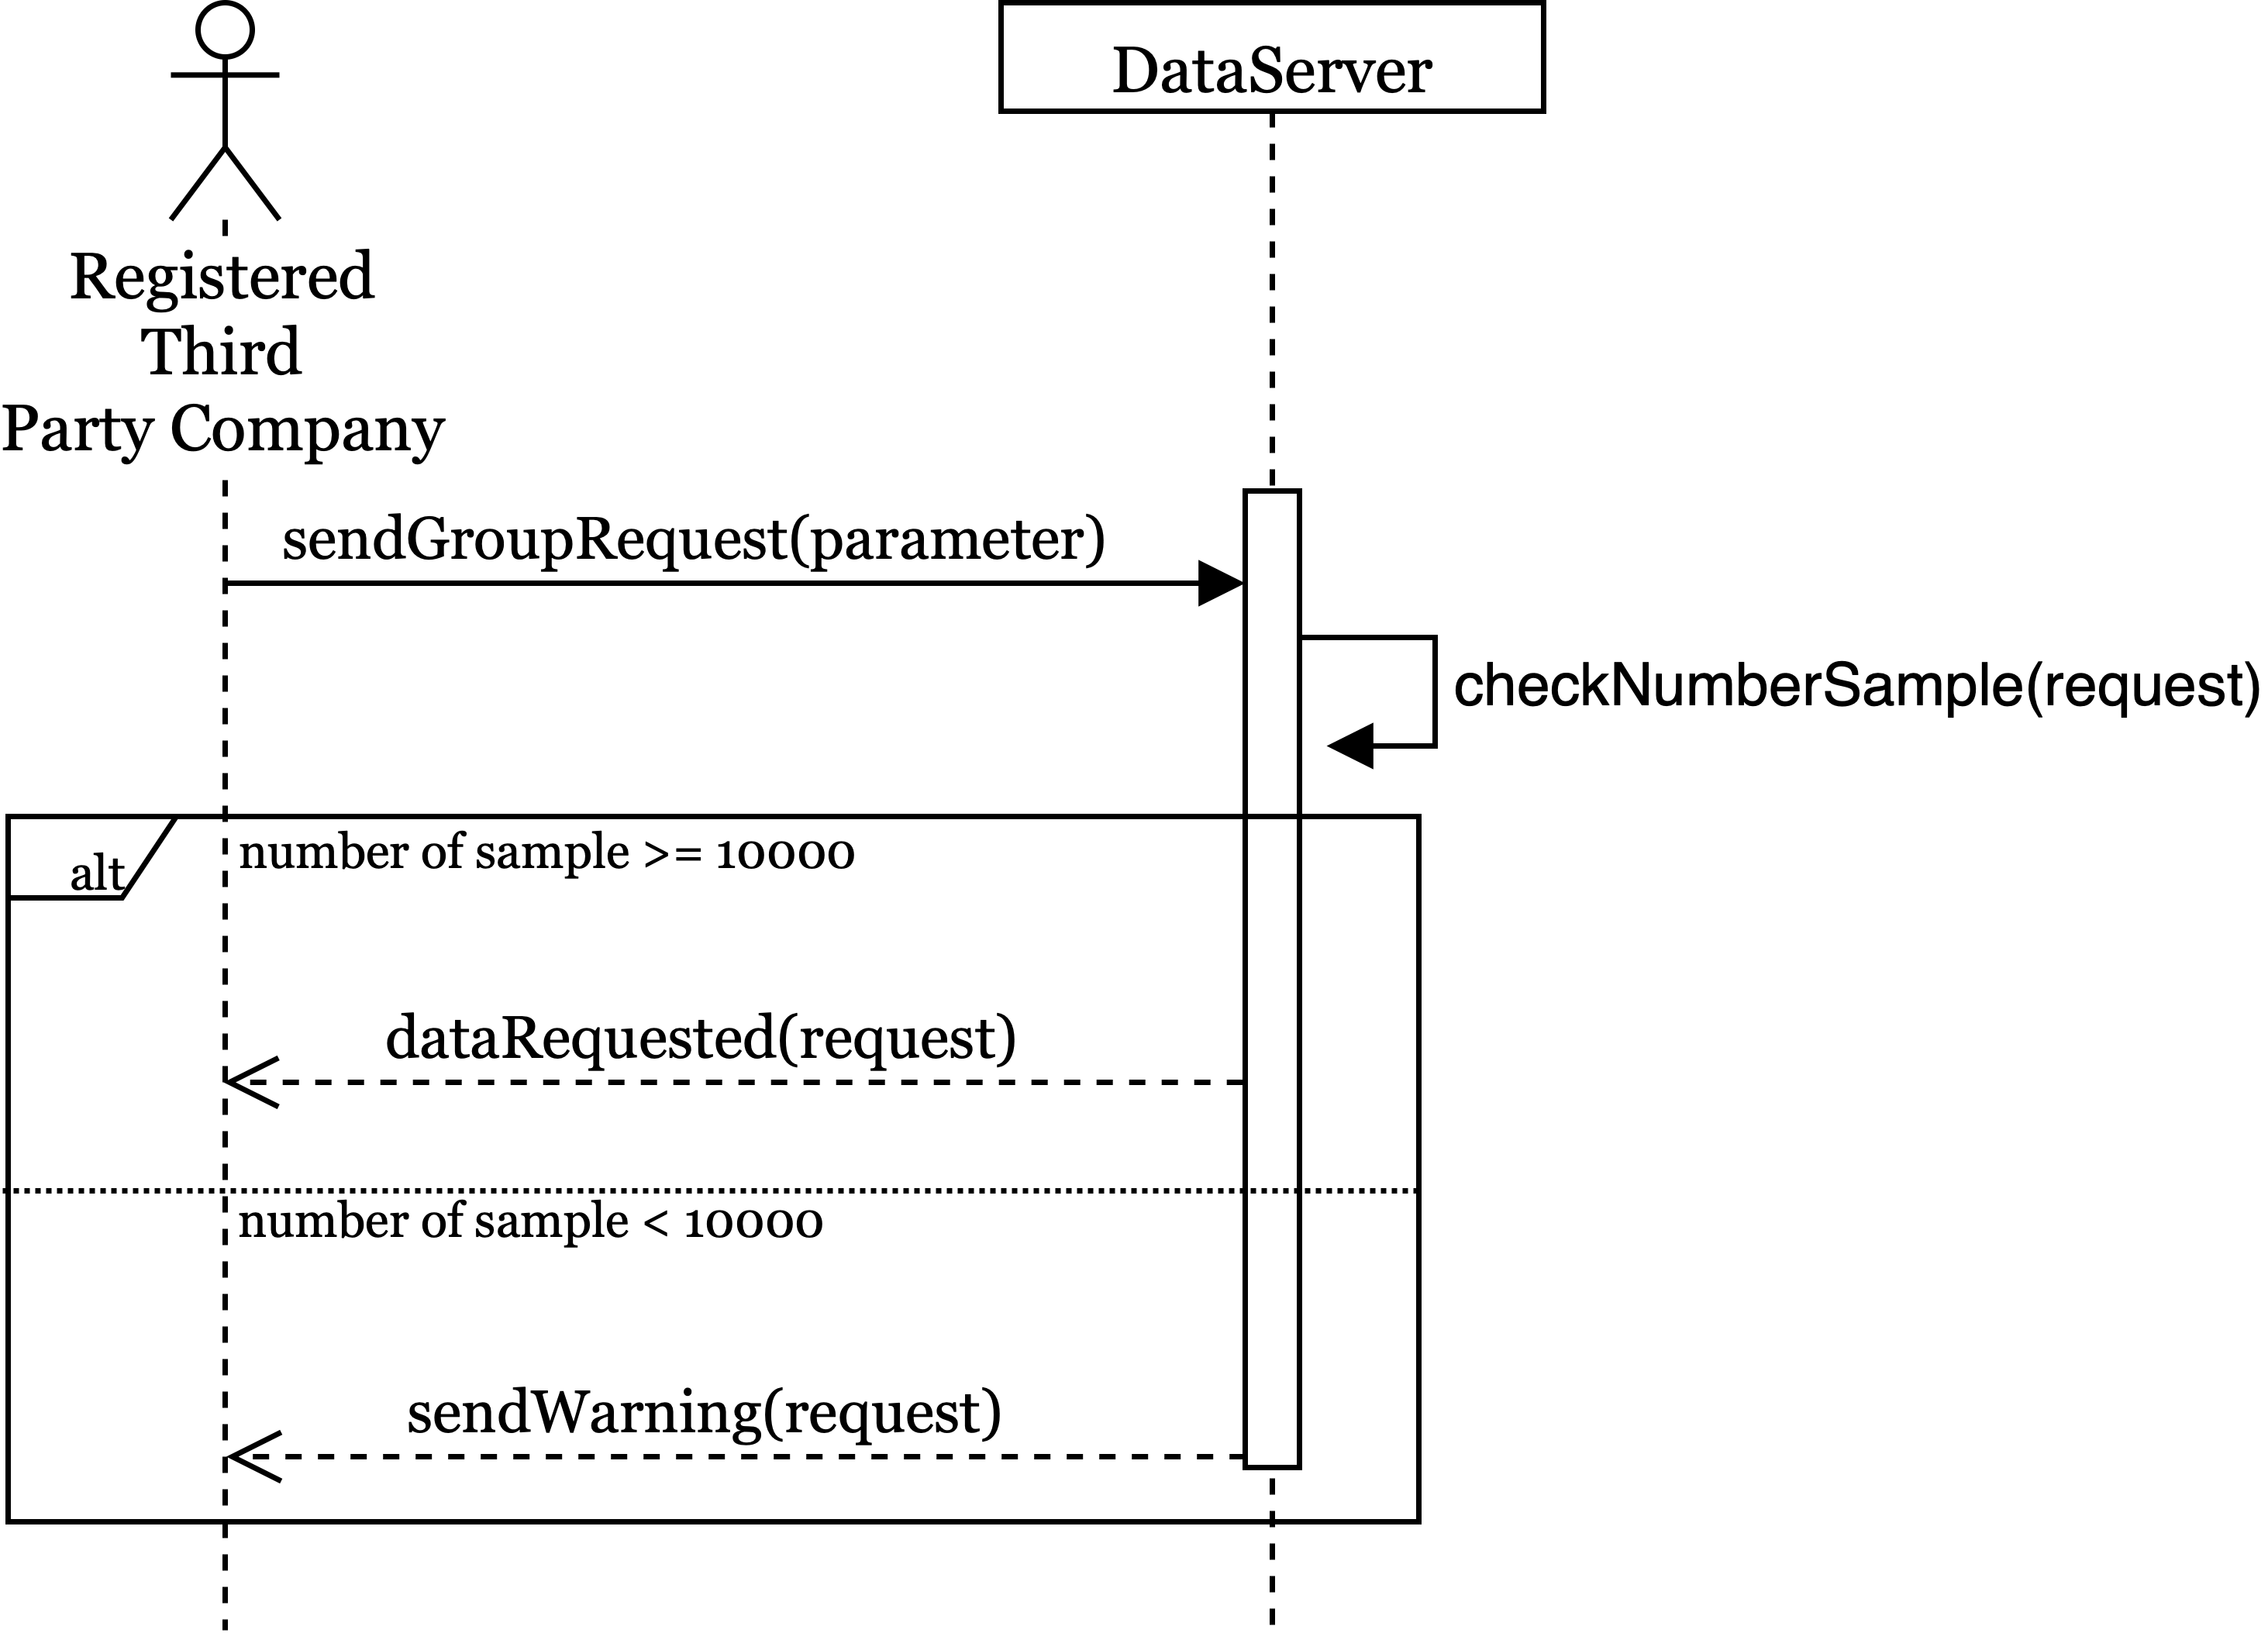 DataServer
Registered
Third
Party Company
sendGroupRequest(parameter)
checkNumberSample(request)
alt
number of sample >= 10000
dataRequested(request)
number of sample < 10000
sendWarning(request)